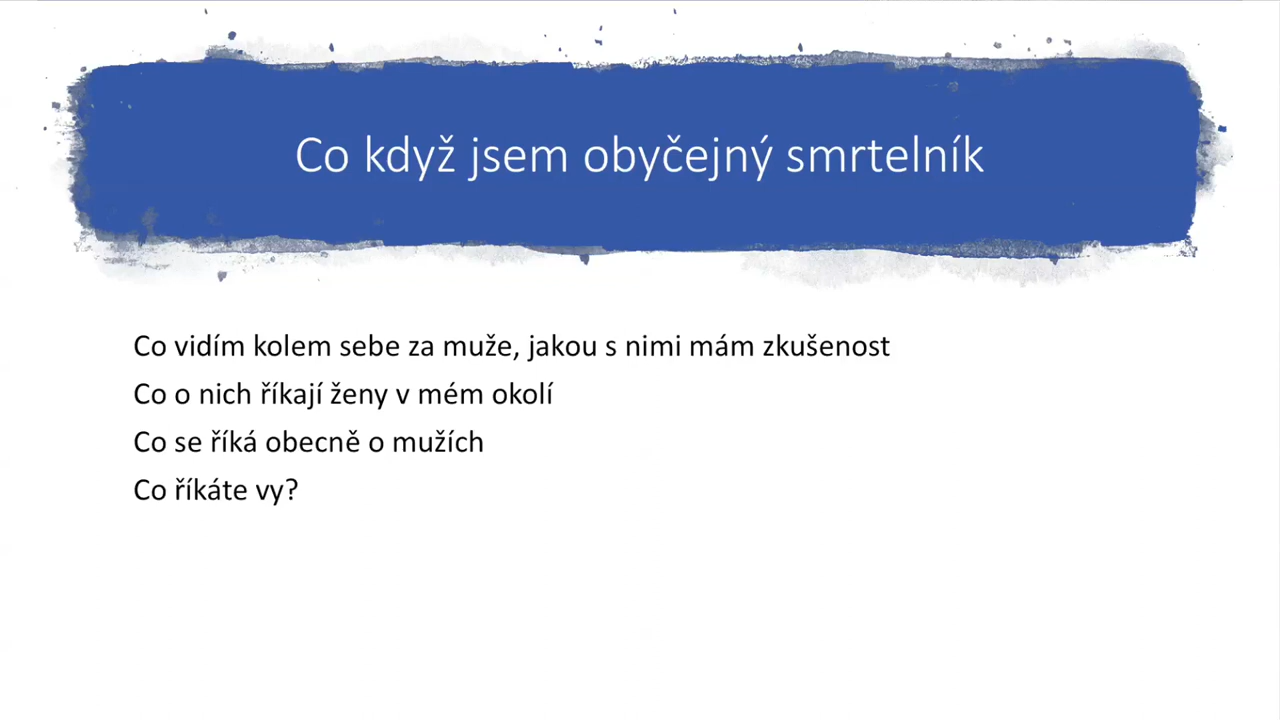 Co když jsem obyčejný smrtelník
Co vidím kolem sebe za muže, jakou s nimi mám zkušenost
Co o nich říkají ženy v mém okolí
Co se říká obecně o mužích
Co říkáte vy?